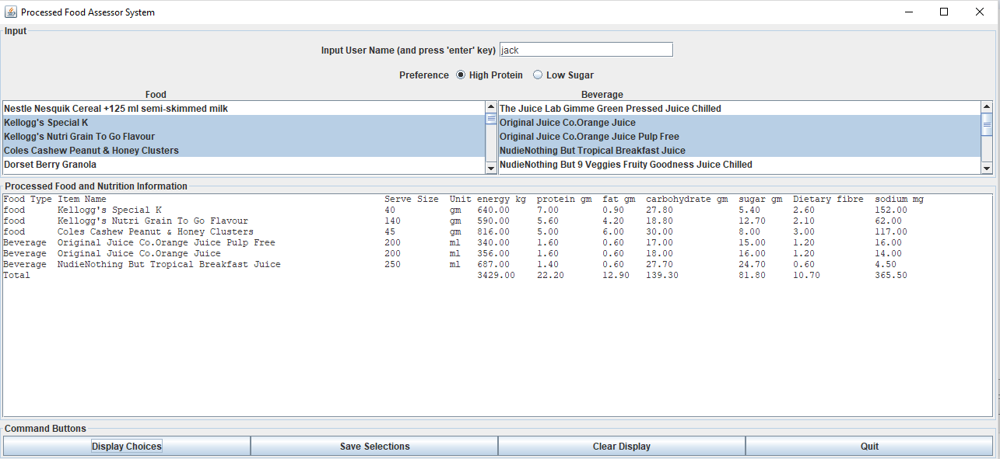 Processed Food Assessor System
Input
Input User Name (and press 'enter' key) jack
Preference High Protein Low Sugar
Food Beverage
Nestle Nesquik Cereal +125 ml semi-skimmed milk The Juice Lab Gimme Green Pressed Juice Chilled
Kellogg's Special K Original Juice Co.Orange Juice
Kellogg's Nutri Grain To Go Flavour Original Juice Co.Orange Juice Pulp Free
Coles Cashew Peanut & Honey Clusters NudieNothing But Tropical Breakfast Juice
Dorset Berry Granola NudieNothing But 9 Veggies Fruity Goodness Juice Chilled
Processed Food and Nutrition Information
Food Type Item Name Serve Size Unit energy kg protein gm fat gm carbohydrate gm sugar gm Dietary fibre sodium mg
food Kellogg's Special K 40 gm 640.00 7.00 0.90 27.80 5.40 2.60 152.00
food Kellogg's Nutri Grain To Go Flavour 140 gm 590.00 5.60 4.20 18.80 12.70 2.10 62.00
food Coles Cashew Peanut & Honey Clusters 45 gm 816.00 5.00 6.00 30.00 8.00 3.00 117.00
Beverage Original Juice Co.Orange Juice Pulp Free 200 ml 340.00 1.60 0.60 17.00 15.00 1.20 16.00
Beverage Original Juice Co.Orange Juice 200 ml 356.00 1.60 0.60 18.00 16.00 1.20 14.00
Beverage NudieNothing But Tropical Breakfast Juice 250 ml 687.00 1.40 0.60 27.70 24.70 0.60 4.50
Total 3429.00 22.20 12.90 139.30 81.80 10.70 365.50
Command Buttons
Display Choices Save Selections Clear Display Quit